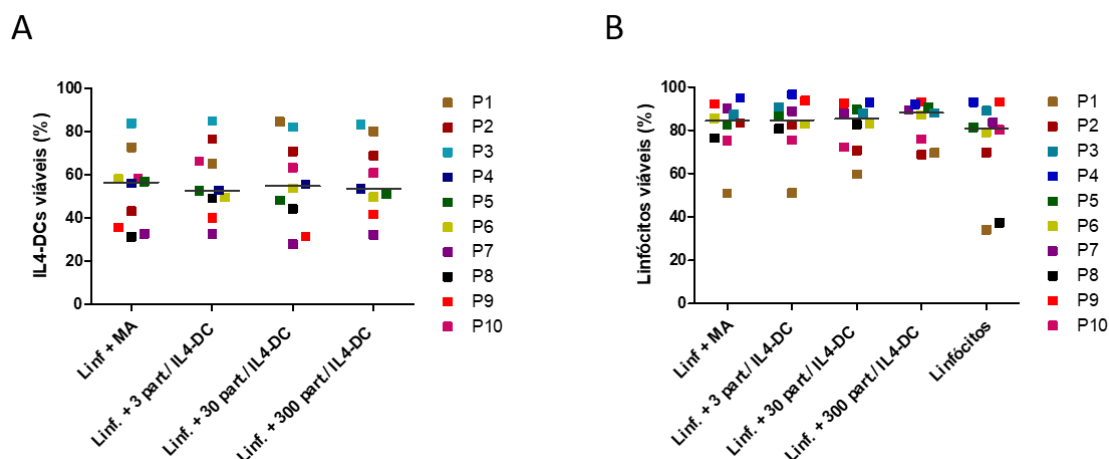 A
IL4-DCs viáveis (%)
100
80
60
40
20
0
Linf + MA
Linf. + 3 part./ IL4-DC
Linf. + 30 part./ IL4-DC
Linf. + 300 part./ IL4-DC
P1
P2
P3
P4
P5
P6
P7
P8
P9
P10
B
Linfócitos viáveis (%)
100
80
60
40
20
0
Linf + MA
Linf. + 3 part./ IL4-DC
Linf. + 30 part./ IL4-DC
Linf. + 300 part./ IL4-DC
Linfócitos
P1
P2
P3
P4
P5
P6
P7
P8
P9
P10